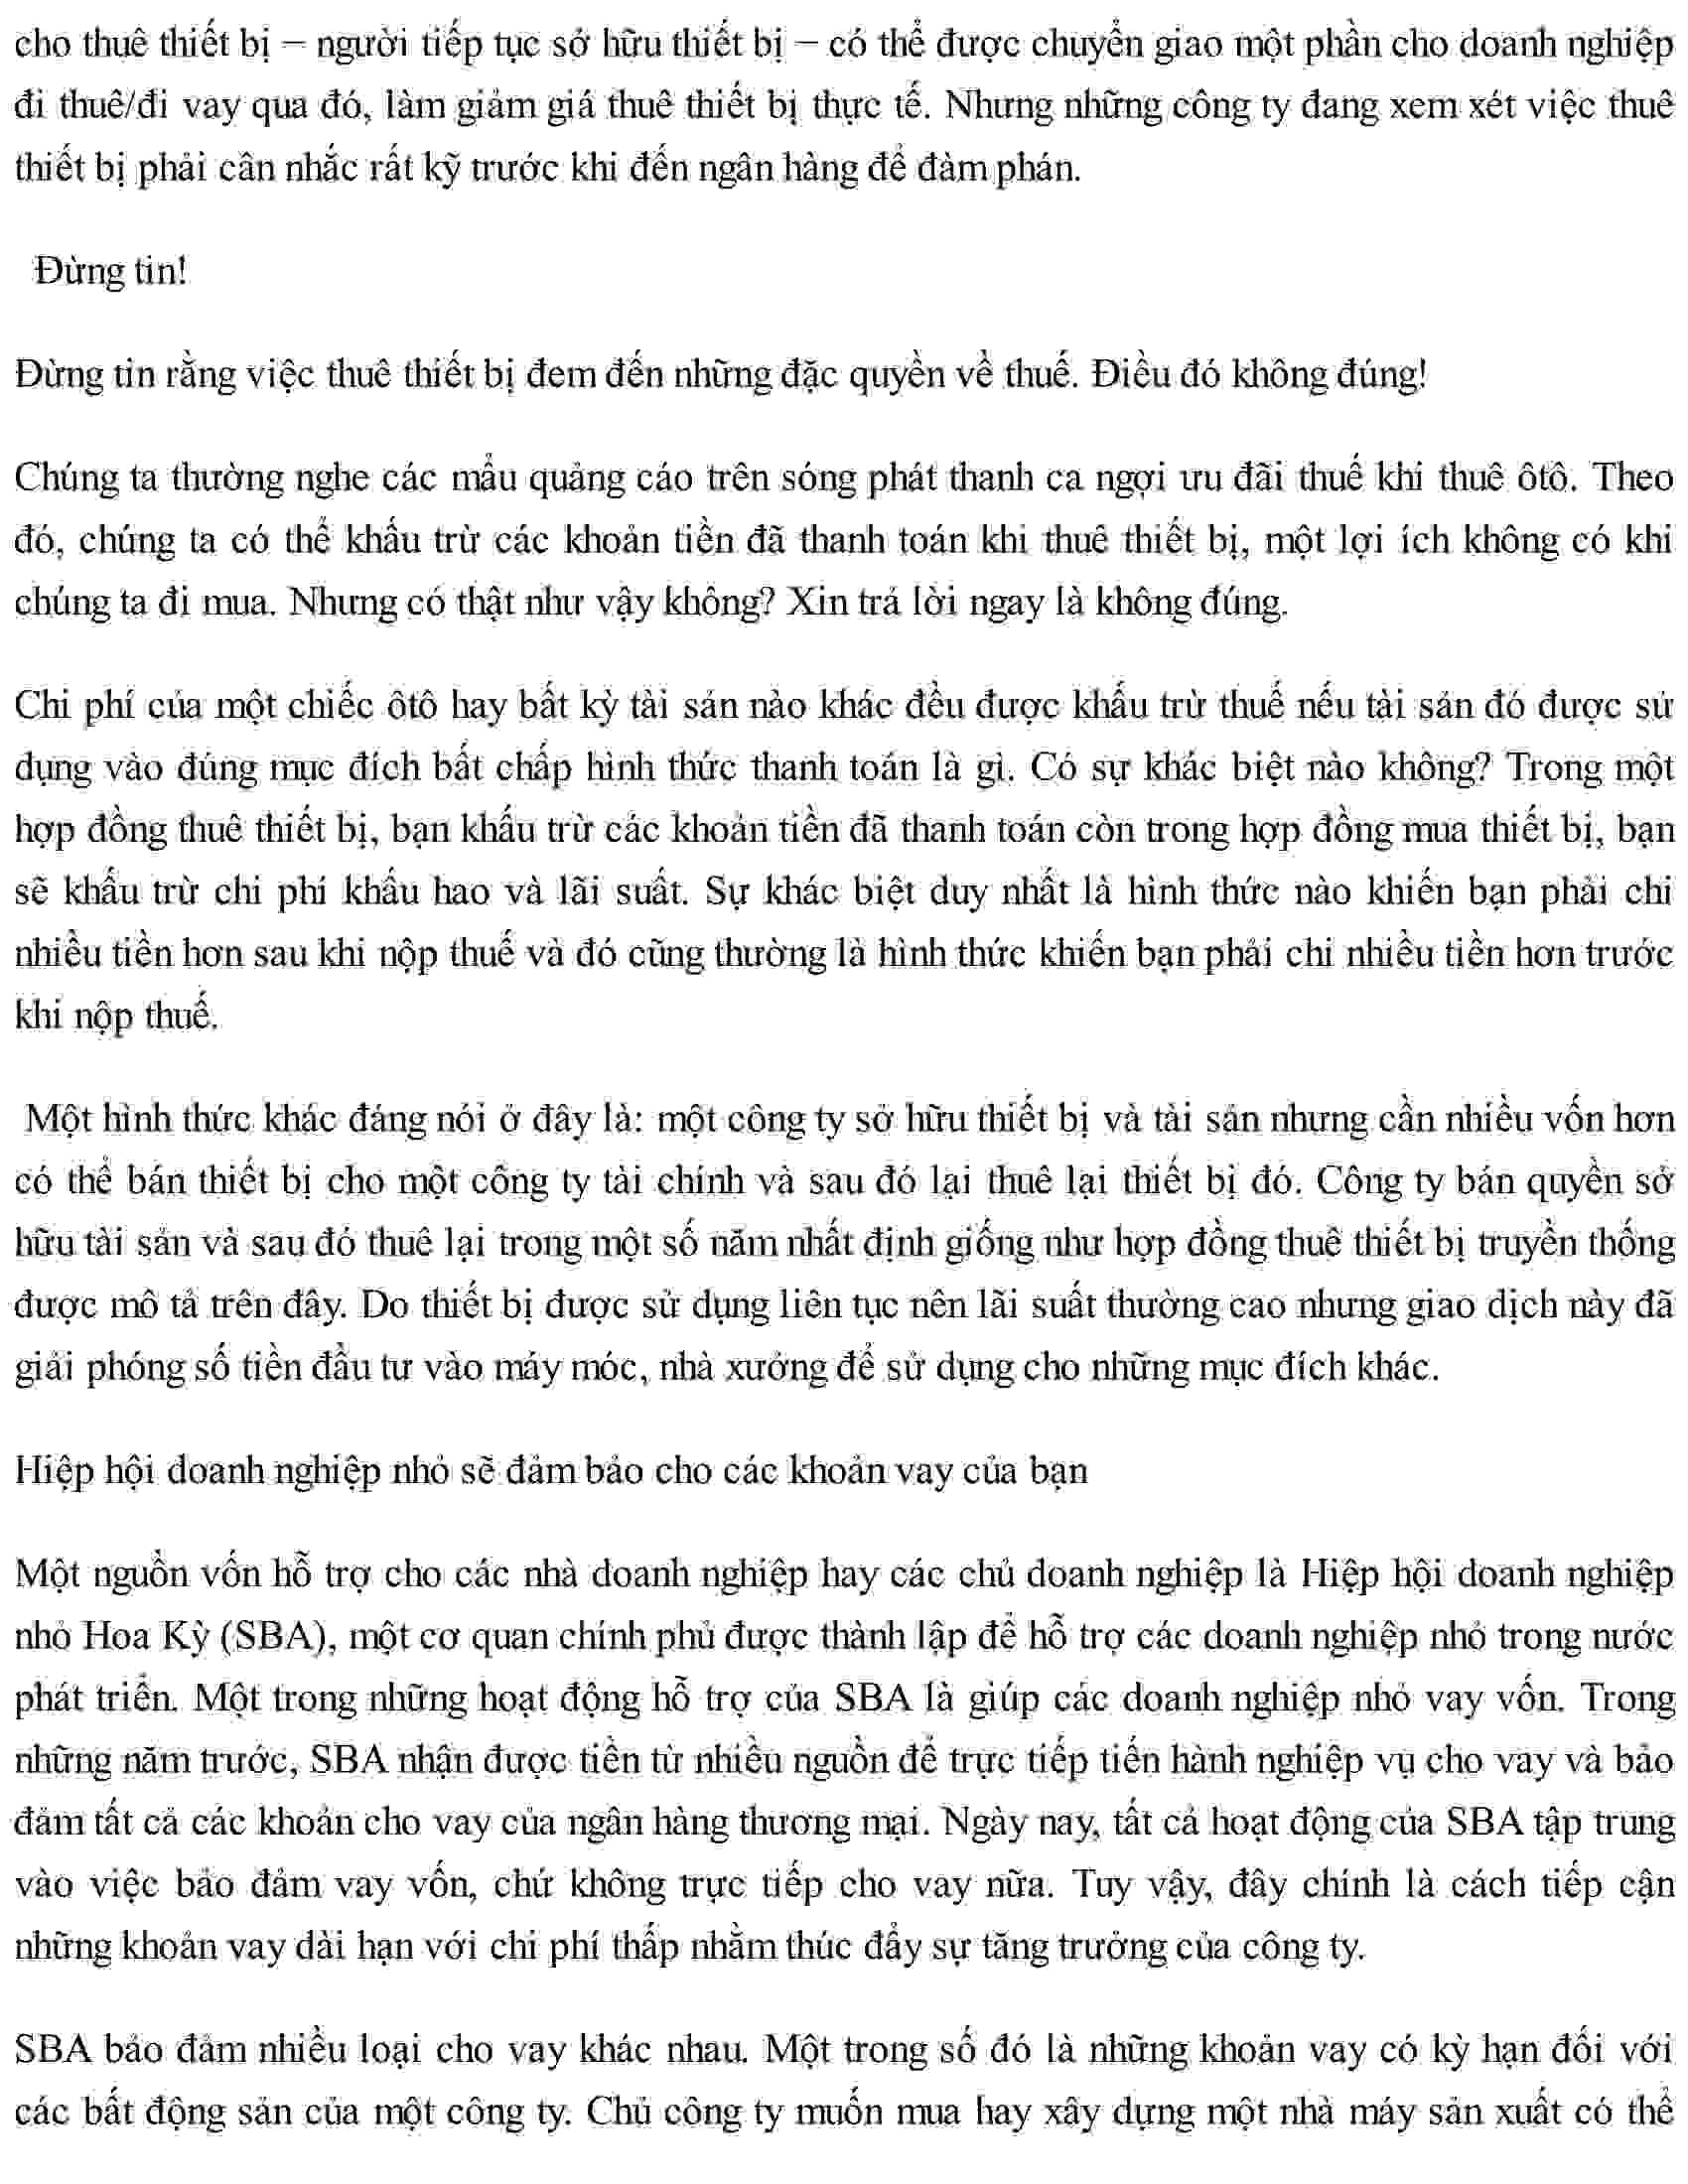 cho thuê thiết bị – người tiếp tục sở hữu thiết bị – có thể được chuyển giao một phần cho doanh nghiệp
đi thuê/đi vay qua đó, làm giảm giá thuê thiết bị thực tế. Nhưng những công ty đang xem xét việc thuê
thiết bị phải cân nhắc rất kỹ trước khi đến ngân hàng để đàm phán.
Đừng tin!
Đừng tin rằng việc thuê thiết bị đem đến những đặc quyền về thuế. Điều đó không đúng!
Chúng ta thường nghe các mẩu quảng cáo trên sóng phát thanh ca ngợi ưu đãi thuế khi thuê ôtô. Theo
đó, chúng ta có thể khấu trừ các khoản tiền đã thanh toán khi thuê thiết bị, một lợi ích không có khi
chúng ta đi mua. Nhưng có thật như vậy không? Xin trả lời ngay là không đúng.
Chi phí của một chiếc ôtô hay bất kỳ tài sản nào khác đều được khấu trừ thuế nếu tài sản đó được sử
dụng vào đúng mục đích bất chấp hình thức thanh toán là gì. Có sự khác biệt nào không? Trong một
hợp đồng thuê thiết bị, bạn khấu trừ các khoản tiền đã thanh toán còn trong hợp đồng mua thiết bị, bạn
sẽ khấu trừ chi phí khấu hao và lãi suất. Sự khác biệt duy nhất là hình thức nào khiến bạn phải chi
nhiều tiền hơn sau khi nộp thuế và đó cũng thường là hình thức khiến bạn phải chi nhiều tiền hơn trước
khi nộp thuế.
Một hình thức khác đáng nói ở đây là: một công ty sở hữu thiết bị và tài sản nhưng cần nhiều vốn hơn
có thể bán thiết bị cho một công ty tài chính và sau đó lại thuê lại thiết bị đó. Công ty bán quyền sở
hữu tài sản và sau đó thuê lại trong một số năm nhất định giống như hợp đồng thuê thiết bị truyền thống
được mô tả trên đây. Do thiết bị được sử dụng liên tục nên lãi suất thường cao nhưng giao dịch này đã
giải phóng số tiền đầu tư vào máy móc, nhà xưởng để sử dụng cho những mục đích khác.
Hiệp hội doanh nghiệp nhỏ sẽ đảm bảo cho các khoản vay của bạn
Một nguồn vốn hỗ trợ cho các nhà doanh nghiệp hay các chủ doanh nghiệp là Hiệp hội doanh nghiệp
nhỏ Hoa Kỳ (SBA), một cơ quan chính phủ được thành lập để hỗ trợ các doanh nghiệp nhỏ trong nước
phát triển. Một trong những hoạt động hỗ trợ của SBA là giúp các doanh nghiệp nhỏ vay vốn. Trong
những năm trước, SBA nhận được tiền từ nhiều nguồn để trực tiếp tiến hành nghiệp vụ cho vay và bảo
đảm tất cả các khoản cho vay của ngân hàng thương mại. Ngày nay, tất cả hoạt động của SBA tập trung
vào việc bảo đảm vay vốn, chứ không trực tiếp cho vay nữa. Tuy vậy, đây chính là cách tiếp cận
những khoản vay dài hạn với chi phí thấp nhằm thúc đẩy sự tăng trưởng của công ty.
SBA bảo đảm nhiều loại cho vay khác nhau. Một trong số đó là những khoản vay có kỳ hạn đối với
các bất động sản của một công ty. Chủ công ty muốn mua hay xây dựng một nhà máy sản xuất có thể